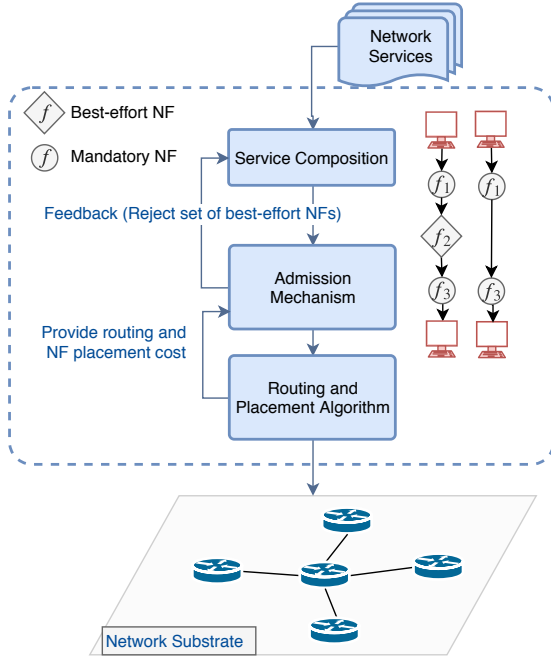 Network
Services
f Best-effort NF
f Mandatory NF
Service Composition
Feedback (Reject set of best-effort NFs)
Admission
Mechanism
Provide routing and
NF placement cost
Routing and
Placement Algorithm
f1 f1
f2
f3 f3
Network Substrate